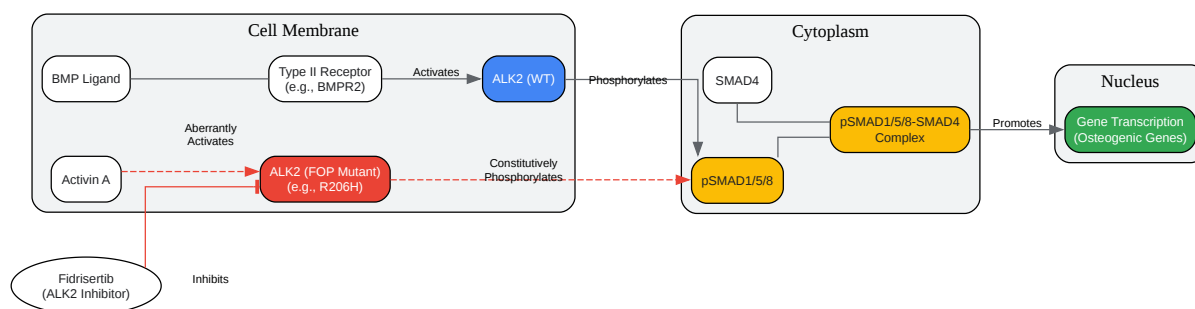 Cell Membrane
Cytoplasm
Nucleus
BMP Ligand
Type II Receptor
(e.g., BMPR2)
Activates
ALK2 (WT)
Phosphorylates
SMAD4
pSMAD1/5/8-SMAD4
Complex
Promotes
Gene Transcription
(Osteogenic Genes)
Aberrantly
Activates
Activin A
ALK2 (FOP Mutant)
(e.g., R206H)
Constitutively
Phosphorylates
pSMAD1/5/8
Fidrisertib
(ALK2 Inhibitor)
Inhibits